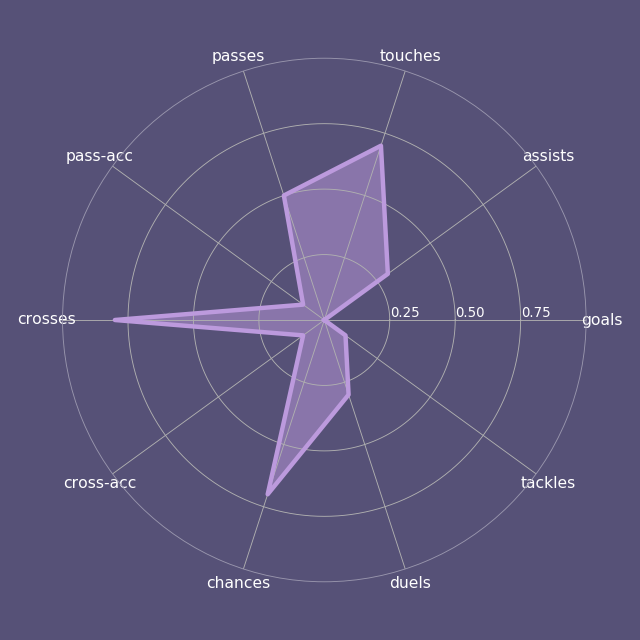 passes
touches
pass-acc
assists
crosses
0.25
0.50
0.75
goals
cross-acc
tackles
chances
duels